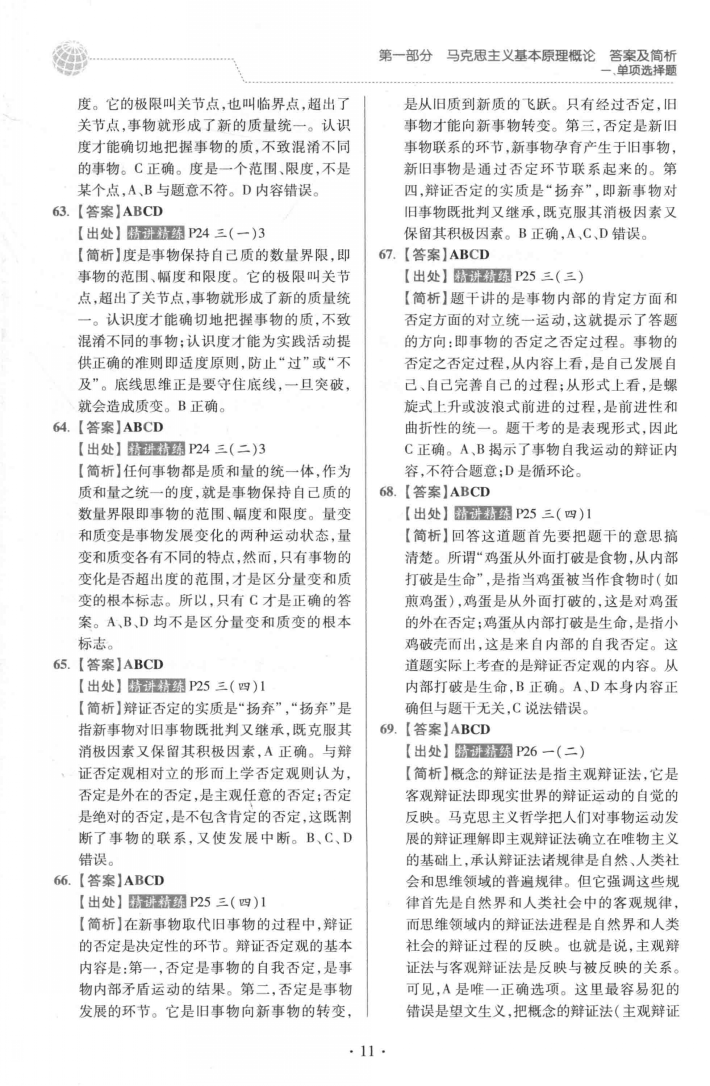 第一部分 马克思主义基本原理概论 答案及简析
一、单项选择题
度。它的极限叫关节点,也叫临界点,超出了
关节点,事物就形成了新的质量统一。认识
度才能确切地把握事物的质,不致混淆不同
的事物。C正确。度是一个范围、限度,不是
某个点,A、B与题意不符。D内容错误。
63.【答案】ABCD
【出处】精讲精练 P24 三(一)3
【简析】度是事物保持自己质的数量界限,即
事物的范围、幅度和限度。它的极限叫关节
点,超出了关节点,事物就形成了新的质量统
一。认识度才能确切地把握事物的质,不致
混淆不同的事物;认识度才能为实践活动提
供正确的准则即适度原则,防止“过”或“不
及”。底线思维正是要守住底线,一旦突破,
就会造成质变。B正确。
64.【答案】ABCD
【出处】精讲精练 P24 三(二)3
【简析】任何事物都是质和量的统一体,作为
质和量之统一的度,就是事物保持自己质的
数量界限即事物的范围、幅度和限度。量变
和质变是事物发展变化的两种运动状态,量
变和质变各有不同的特点,然而,只有事物的
变化是否超出度的范围,才是区分量变和质
变的根本标志。所以,只有C才是正确的答
案。A、B、D均不是区分量变和质变的根本
标志。
65.【答案】ABCD
【出处】精讲精练 P25 三(四)1
【简析】辩证否定的实质是“扬弃”,“扬弃”是
指新事物对旧事物既批判又继承,既克服其
消极因素又保留其积极因素,A正确。与辩
证否定观相对立的形而上学否定观则认为,
否定是外在的否定,是主观任意的否定;否定
是绝对的否定,是不包含肯定的否定,这既割
断了事物的联系,又使发展中断。B、C、D
错误。
66.【答案】ABCD
【出处】精讲精练 P25 三(四)1
【简析】在新事物取代旧事物的过程中,辩证
的否定是决定性的环节。辩证否定观的基本
内容是:第一,否定是事物的自我否定,是事
物内部矛盾运动的结果。第二,否定是事物
发展的环节。它是旧事物向新事物的转变,
是从旧质到新质的飞跃。只有经过否定,旧
事物才能向新事物转变。第三,否定是新旧
事物联系的环节,新事物孕育产生于旧事物,
新旧事物是通过否定环节联系起来的。第
四,辩证否定的实质是“扬弃”,即新事物对
旧事物既批判又继承,既克服其消极因素又
保留其积极因素。B正确,A、C、D错误。
67.【答案】ABCD
【出处】精讲精练 P25 三(三)
【简析】题干讲的是事物内部的肯定方面和
否定方面的对立统一运动,这就提示了答题
的方向:即事物的否定之否定过程。事物的
否定之否定过程,从内容上看,是自己发展自
己、自己完善自己的过程;从形式上看,是螺
旋式上升或波浪式前进的过程,是前进性和
曲折性的统一。题干考的是表现形式,因此
C正确。A、B揭示了事物自我运动的辩证内
容,不符合题意;D是循环论。
68.【答案】ABCD
【出处】精讲精练 P25 三(四)1
【简析】回答这道题首先要把题干的意思搞
清楚。所谓“鸡蛋从外面打破是食物,从内部
打破是生命”,是指当鸡蛋被当作食物时(如
煎鸡蛋),鸡蛋是从外面打破的,这是对鸡蛋
的外在否定;鸡蛋从内部打破是生命,是指小
鸡破壳而出,这是来自内部的自我否定。这
道题实际上考查的是辩证否定观的内容。从
内部打破是生命,B正确。A、D本身内容正
确但与题干无关,C说法错误。
69.【答案】ABCD
【出处】精讲精练 P26 一(二)
【简析】概念的辩证法是指主观辩证法,它是
客观辩证法即现实世界的辩证运动的自觉的
反映。马克思主义哲学把人们对事物运动发
展的辩证理解即主观辩证法确立在唯物主义
的基础上,承认辩证法诸规律是自然、人类社
会和思维领域的普遍规律。但它强调这些规
律首先是自然界和人类社会中的客观规律,
而思维领域内的辩证法进程是自然界和人类
社会的辩证过程的反映。也就是说,主观辩
证法与客观辩证法是反映与被反映的关系。
可见,A是唯一正确选项。这里最容易犯的
错误是望文生义,把概念的辩证法(主观辩证
· 11 ·